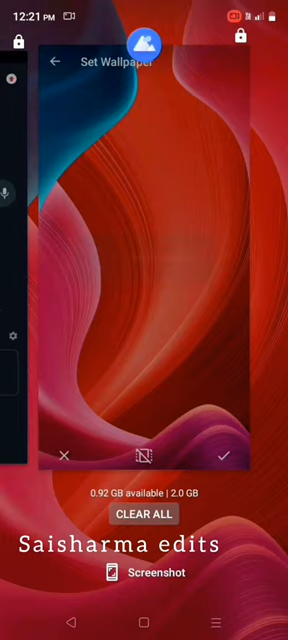 12:21 PM
Set Wallpaper
0.92 GB available | 2.0 GB
CLEAR ALL
Saisharma edits
Screenshot